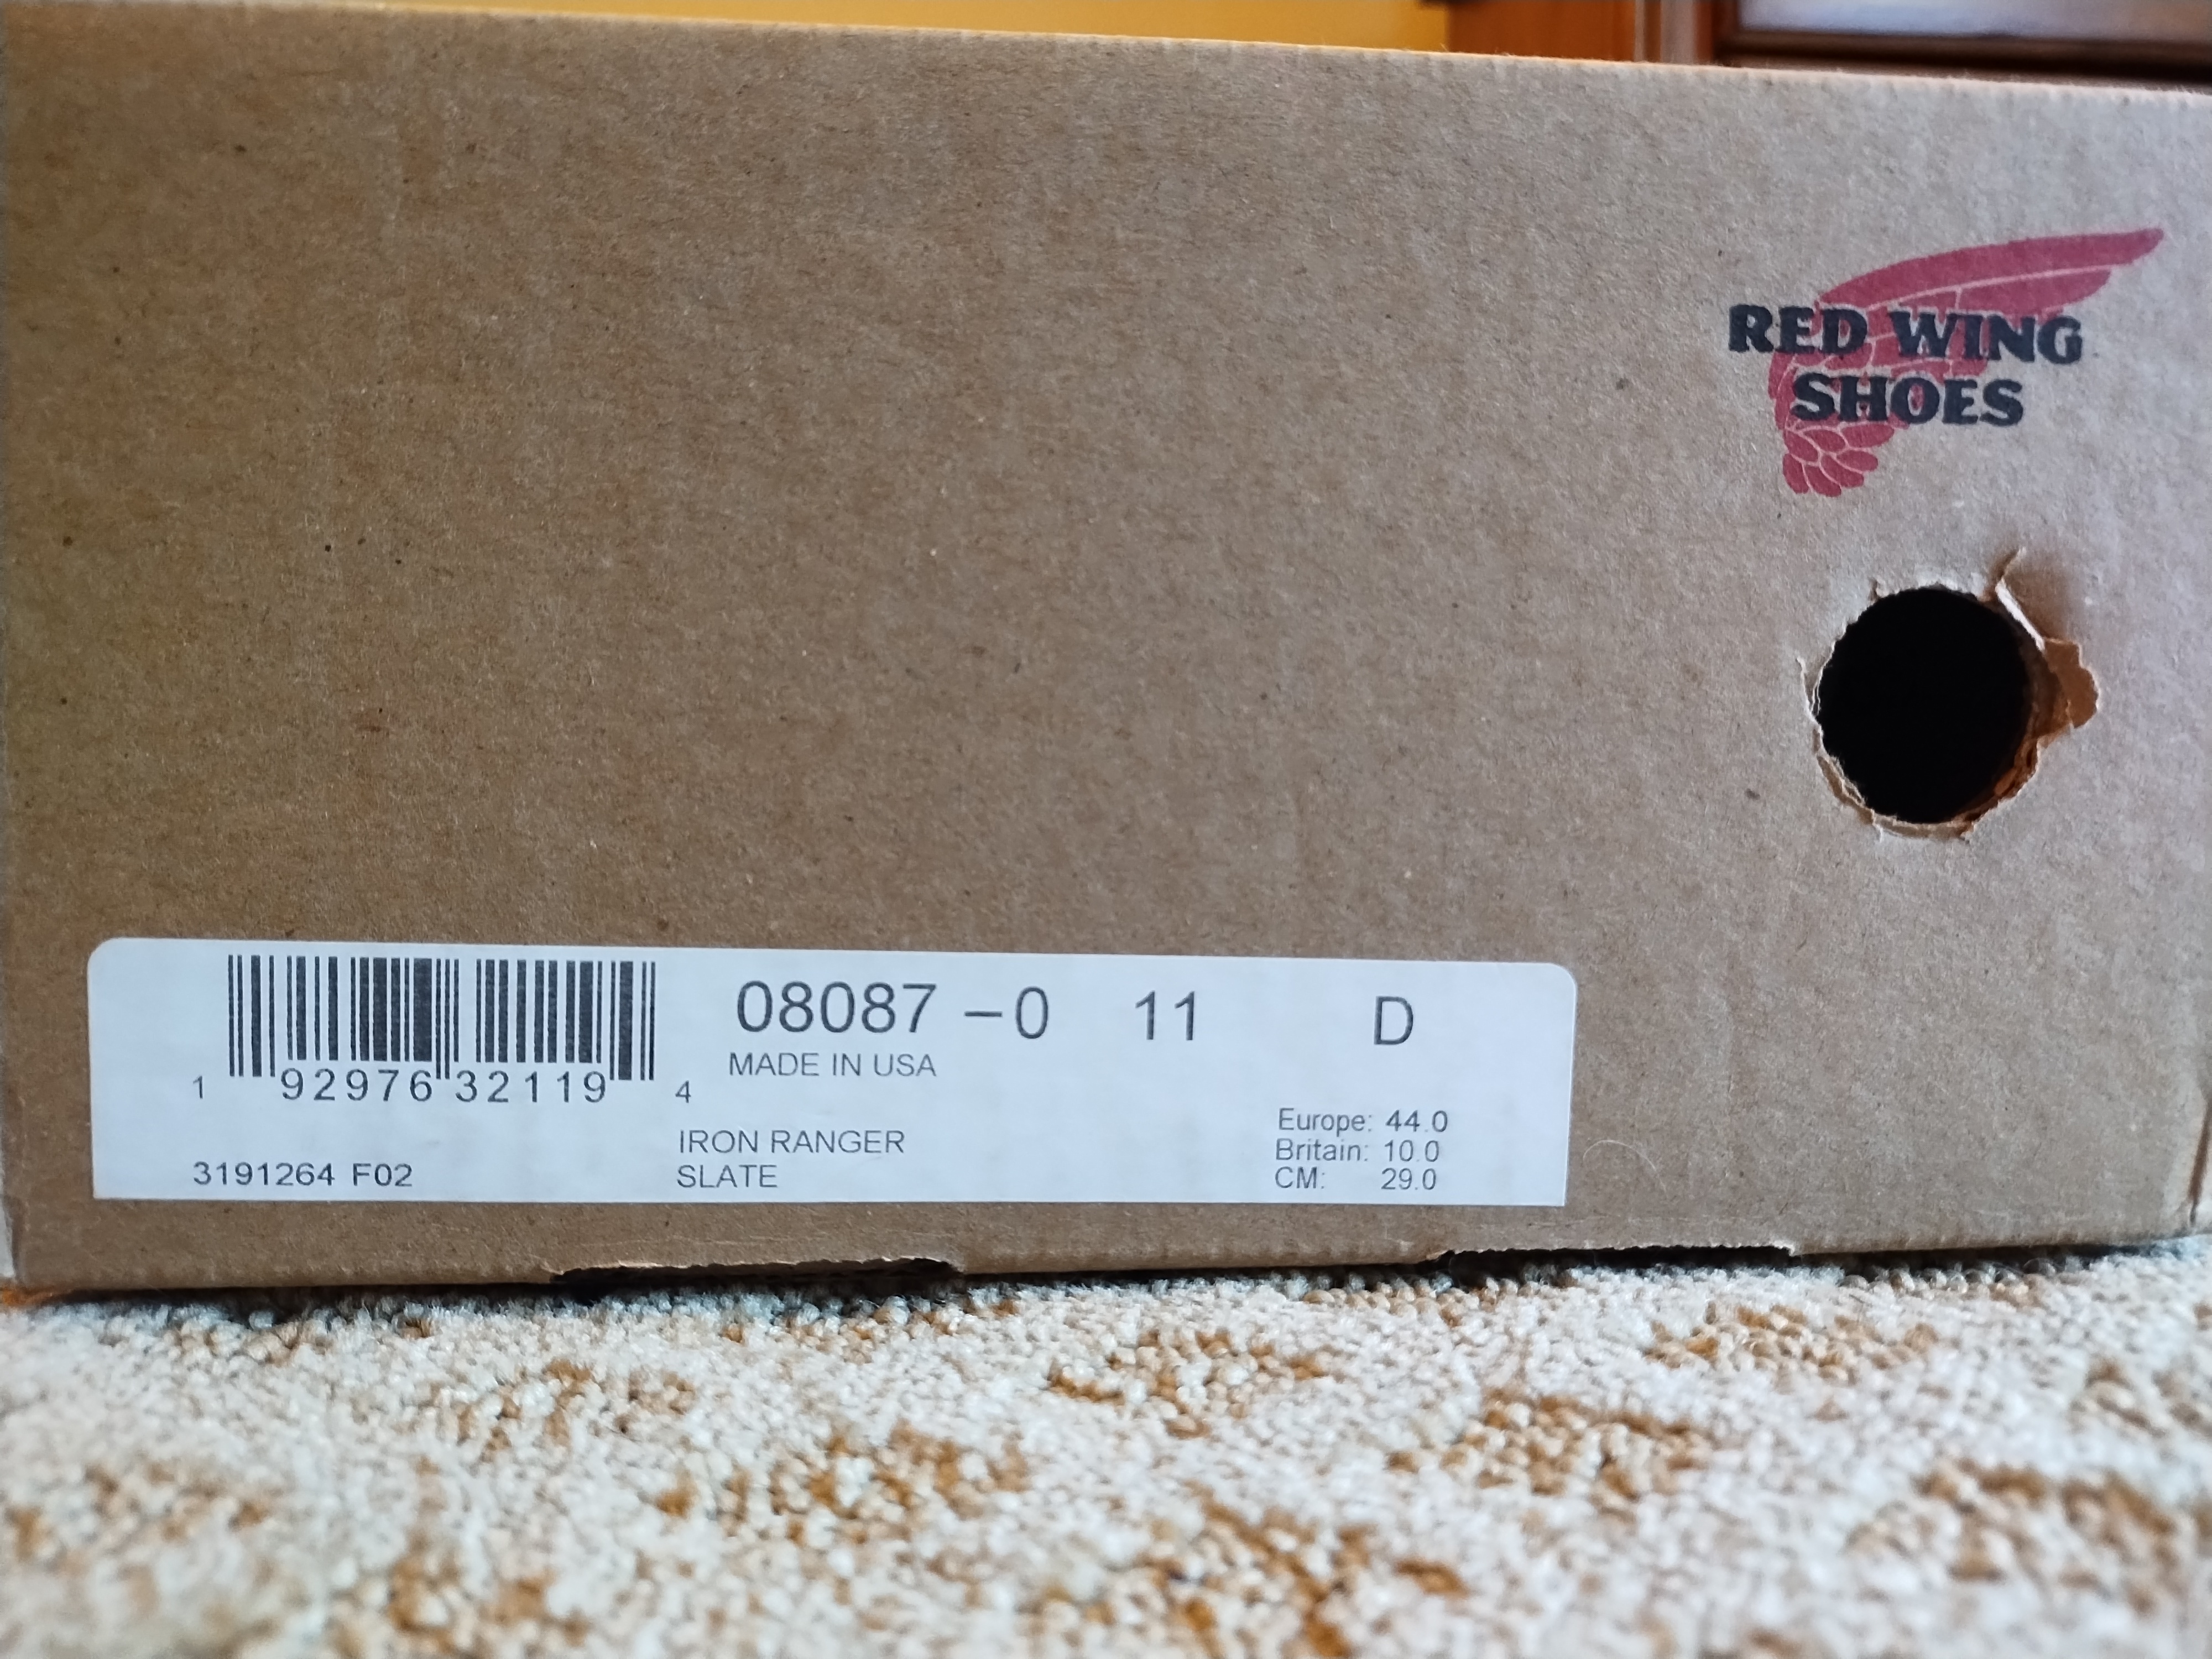 RED WING
SHOES
08087 –0 11 D
MADE IN USA
1 92976 32119 4
Europe: 44.0
IRON RANGER
Britain: 10.0
3191264 F02
SLATE
CM: 29.0